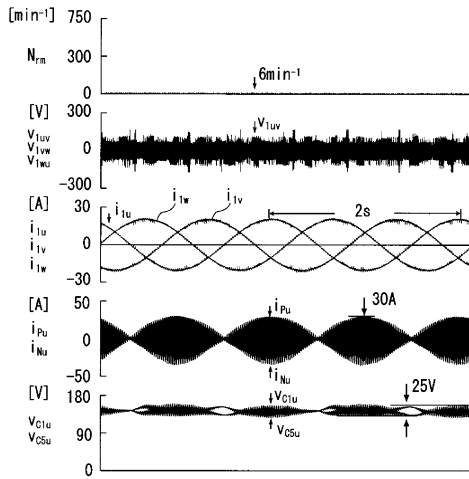 [min⁻¹]
750
N_rm
300
0
6min⁻¹
[V]
300
v_1uv
v_1vw
v_1wu
0
-300
v_1uv
[A]
30
i_1u
i_1v
i_1w
0
-30
i_1u
i_1w
i_1v
2s
[A]
50
i_Pu
i_Nu
0
-50
i_Pu
30A
i_Nu
[V]
180
v_C1u
v_C5u
90
0
v_C1u
v_C5u
25V